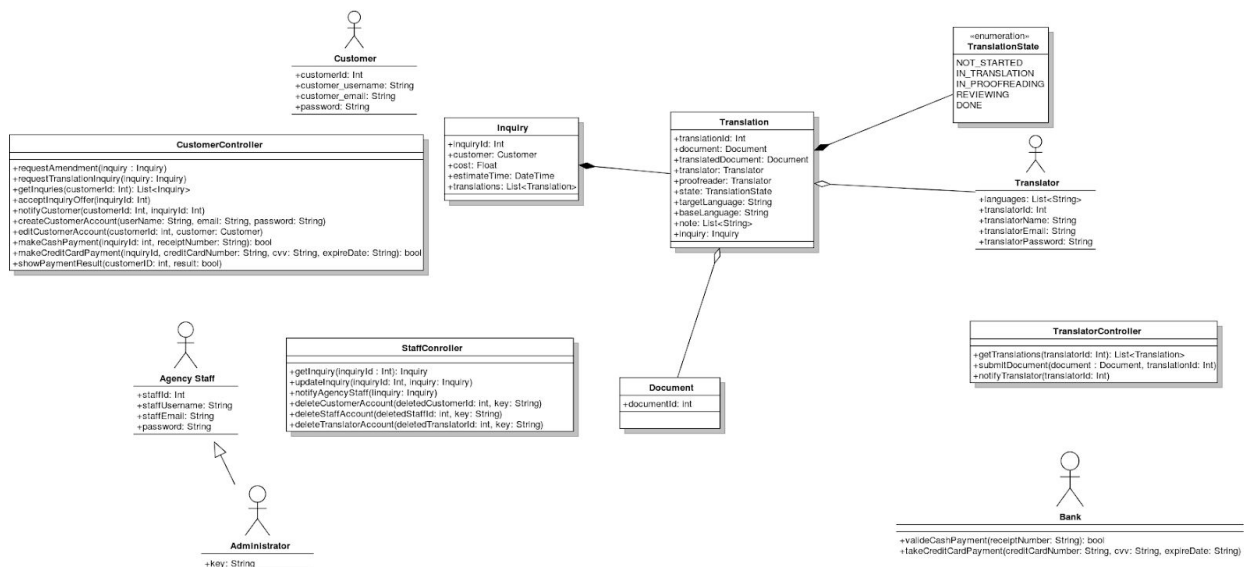 Customer
+customerId: Int
+customer_username: String
+customer_email: String
+password: String
CustomerController
+requestAmendment(inquiry : Inquiry)
+requestTranslationInquiry(inquiry: Inquiry)
+getInquries(customerId: Int): List<Inquiry>
+acceptInquiryOffer(inquiryId: Int)
+notifyCustomer(customerId: Int, inquiryId: Int)
+createCustomerAccount(userName: String, email: String, password: String)
+editCustomerAccount(customerId: int, customer: Customer)
+makeCashPayment(inquiryId: int, receiptNumber: String): bool
+makeCreditCardPayment(inquiryId, creditCardNumber: String, cvv: String, expireDate: String): bool
+showPaymentResult(customerID: int, result: bool)
Inquiry
+inquiryId: Int
+customer: Customer
+cost: Float
+estimateTime: DateTime
+translations: List<Translation>
Translation
+translationId: Int
+document: Document
+translatedDocument: Document
+translator: Translator
+proofreader: Translator
+state: TranslationState
+targetLanguage: String
+baseLanguage: String
+note: List<String>
+inquiry: Inquiry
«enumeration»
TranslationState
NOT_STARTED
IN_TRANSLATION
IN_PROOFREADING
REVIEWING
DONE
Translator
+languages: List<String>
+translatorId: Int
+translatorName: String
+translatorEmail: String
+translatorPassword: String
Agency Staff
+staffId: Int
+staffUsername: String
+staffEmail: String
+password: String
StaffConroller
+getInquiry(inquiryId : Int): Inquiry
+updateInquiry(inquiryId: Int, inquiry: Inquiry)
+notifyAgencyStaff(Iinquiry: Inquiry)
+deleteCustomerAccount(deletedCustomerId: int, key: String)
+deleteStaffAccount(deletedStaffId: int, key: String)
+deleteTranslatorAccount(deletedTranslatorId: int, key: String)
Document
+documentId: int
TranslatorController
+getTranslations(translatorId: Int): List<Translation>
+submitDocument(document : Document, translationId: Int)
+notifyTranslator(translatorId: Int)
Administrator
+key: String
Bank
+valideCashPayment(receiptNumber: String): bool
+takeCreditCardPayment(creditCardNumber: String, cvv: String, expireDate: String)